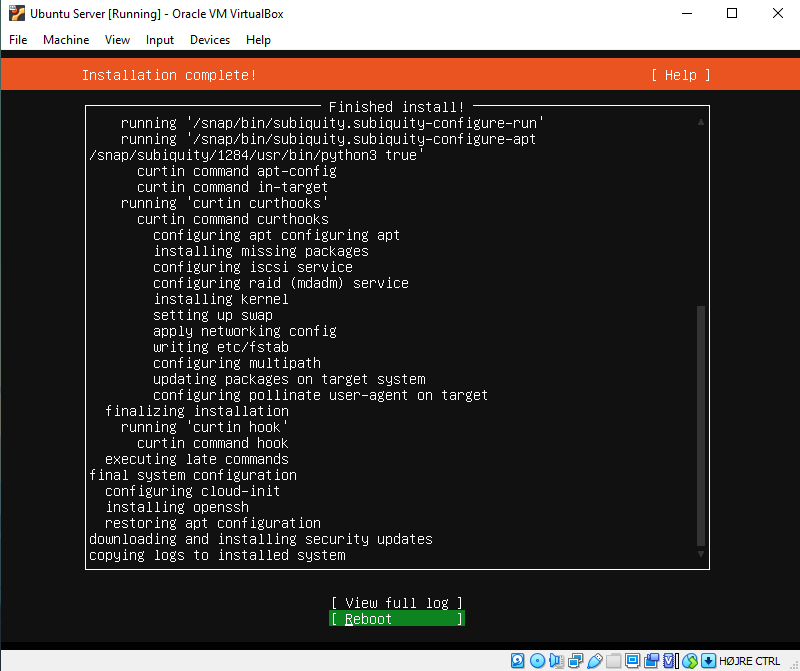 Ubuntu Server [Running] - Oracle VM VirtualBox
File Machine View Input Devices Help
Installation complete! [ Help ]
Finished install!
running '/snap/bin/subiquity.subiquity-configure-run'
running '/snap/bin/subiquity.subiquity-configure-apt
/snap/subiquity/1284/usr/bin/python3 true'
curtin command apt-config
curtin command in-target
running 'curtin curthooks'
curtin command curthooks
configuring apt configuring apt
installing missing packages
configuring iscsi service
configuring raid (mdadm) service
installing kernel
setting up swap
apply networking config
writing etc/fstab
configuring multipath
updating packages on target system
configuring pollinate user-agent on target
finalizing installation
running 'curtin hook'
curtin command hook
executing late commands
final system configuration
configuring cloud-init
installing openssh
restoring apt configuration
downloading and installing security updates
copying logs to installed system
[ View full log ]
[ Reboot ]
HØJRE CTRL